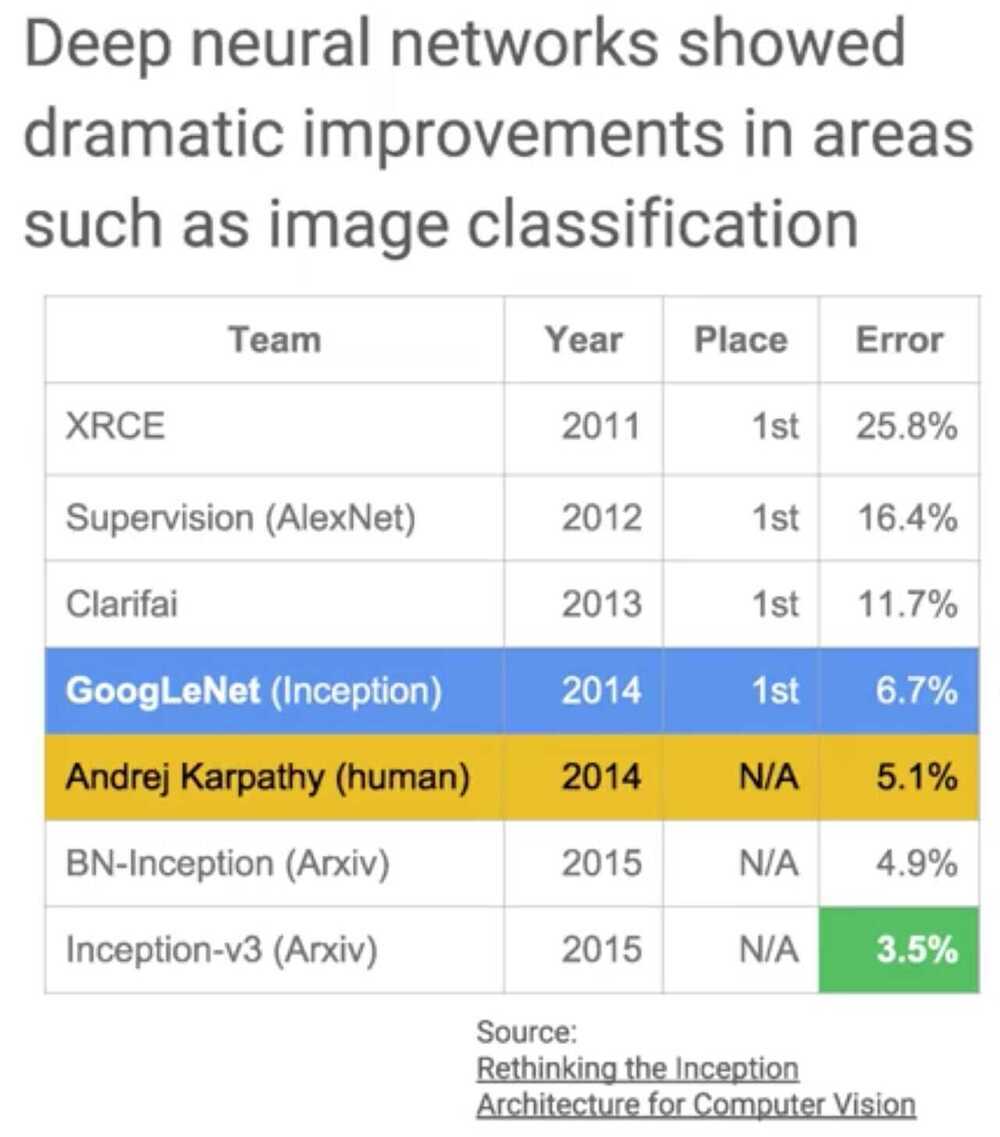 Deep neural networks showed
dramatic improvements in areas
such as image classification
Team Year Place Error
XRCE 2011 1st 25.8%
Supervision (AlexNet) 2012 1st 16.4%
Clarifai 2013 1st 11.7%
GoogLeNet (Inception) 2014 1st 6.7%
Andrej Karpathy (human) 2014 N/A 5.1%
BN-Inception (Arxiv) 2015 N/A 4.9%
Inception-v3 (Arxiv) 2015 N/A 3.5%
Source:
Rethinking the Inception
Architecture for Computer Vision